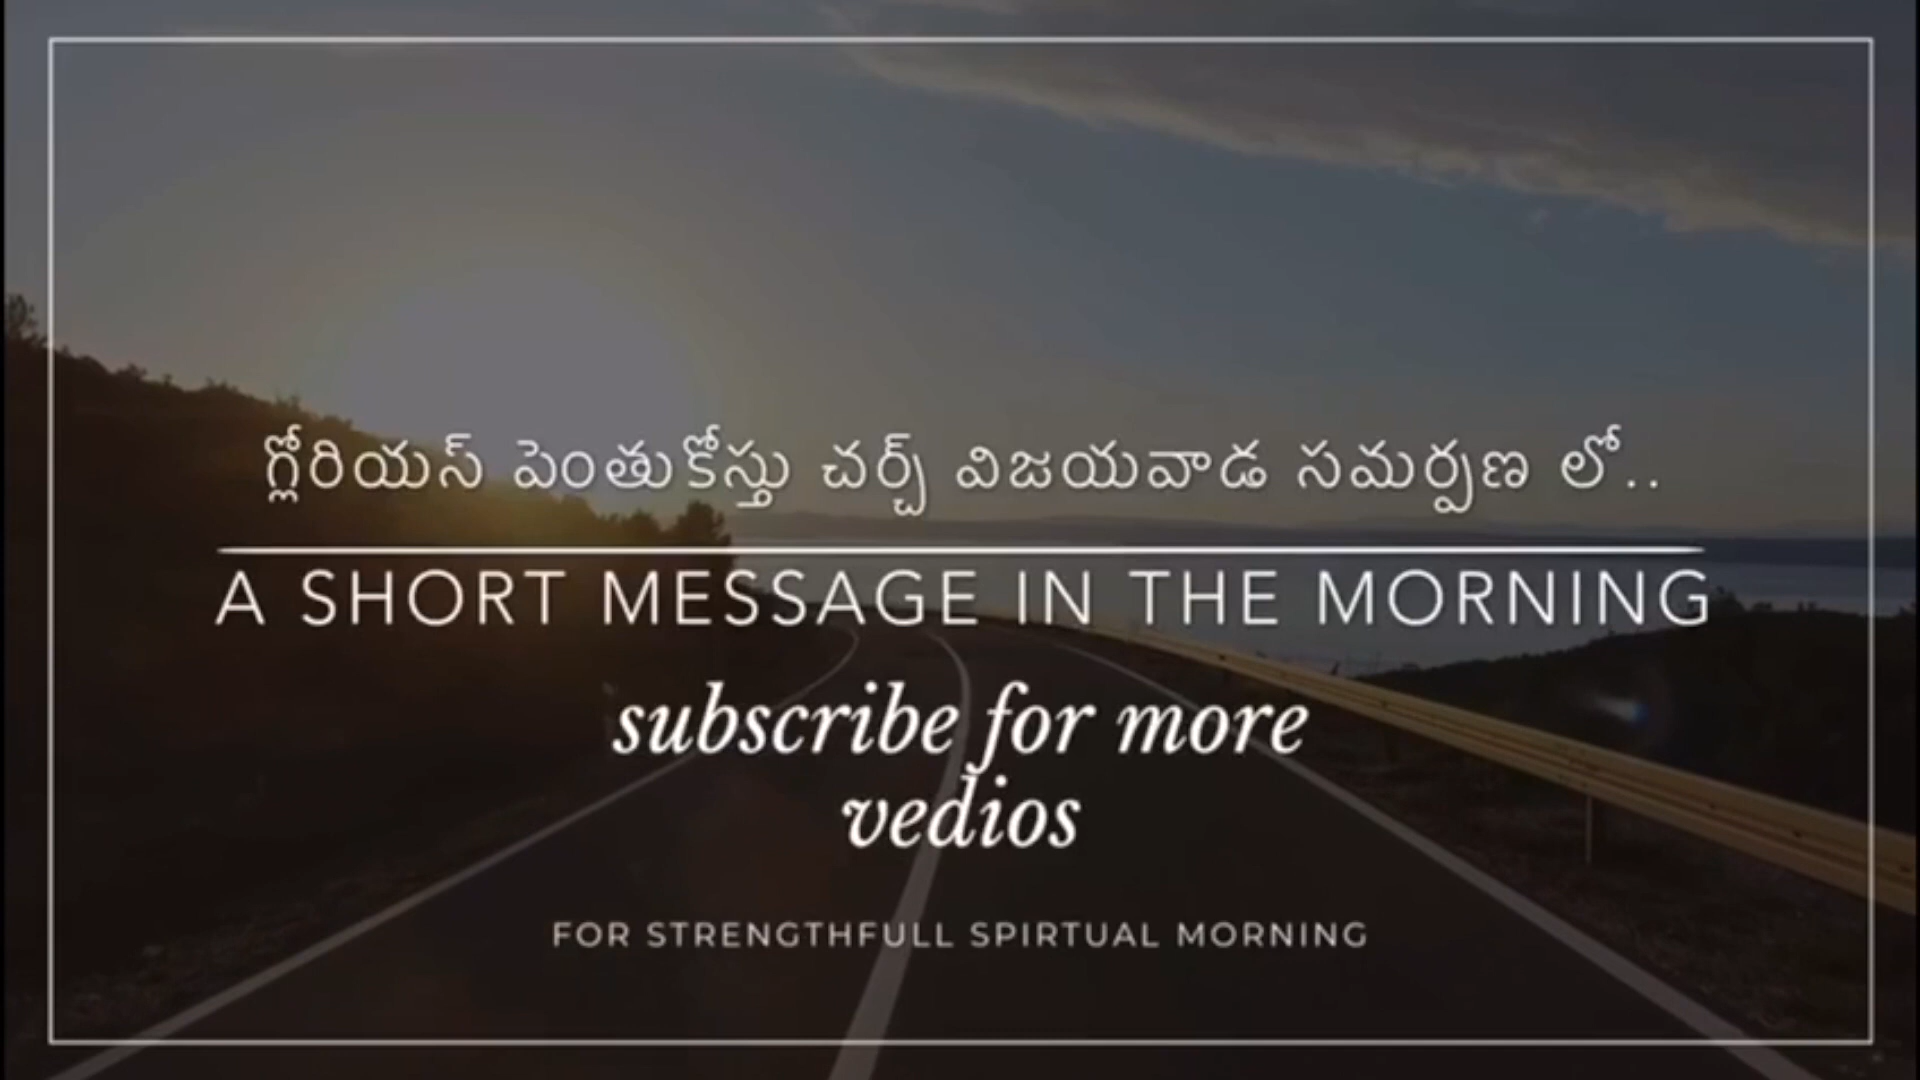 గ్లోరియస్ పెంతుకోస్తు చర్చ్ విజయవాడ సమర్పణ లో..
A SHORT MESSAGE IN THE MORNING
subscribe for more
vedios
FOR STRENGTHFULL SPIRTUAL MORNING